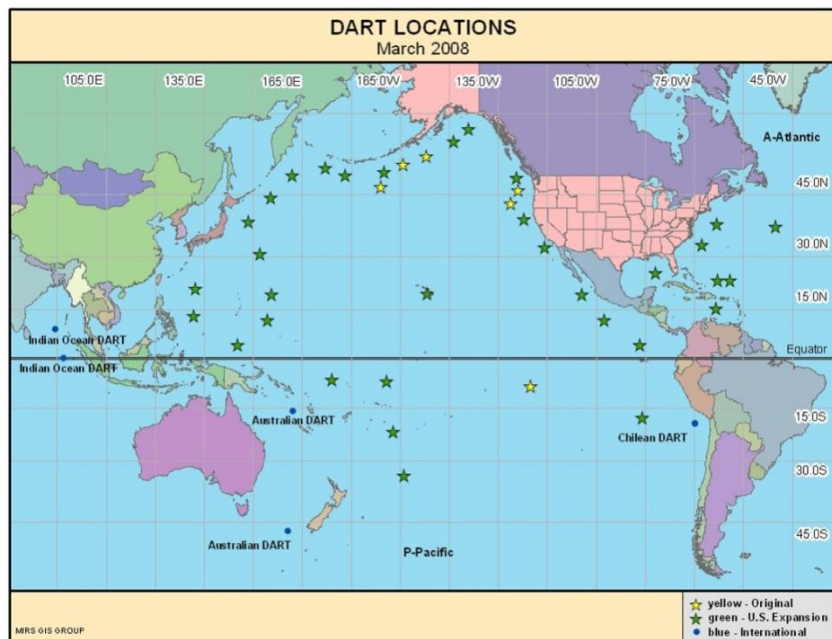 DART LOCATIONS
March 2008
105.0E 135.0E 165.0E 165.0W 135.0W 105.0W 75.0W 45.0W
A-Atlantic
45.0N
30.0N
15.0N
Indian Ocean DART
Equator
Indian Ocean DART
15.0S
Australian DART
Chilean DART
30.0S
45.0S
Australian DART
P-Pacific
yellow - Original
green - U.S. Expansion
blue - International
MIRS GIS GROUP